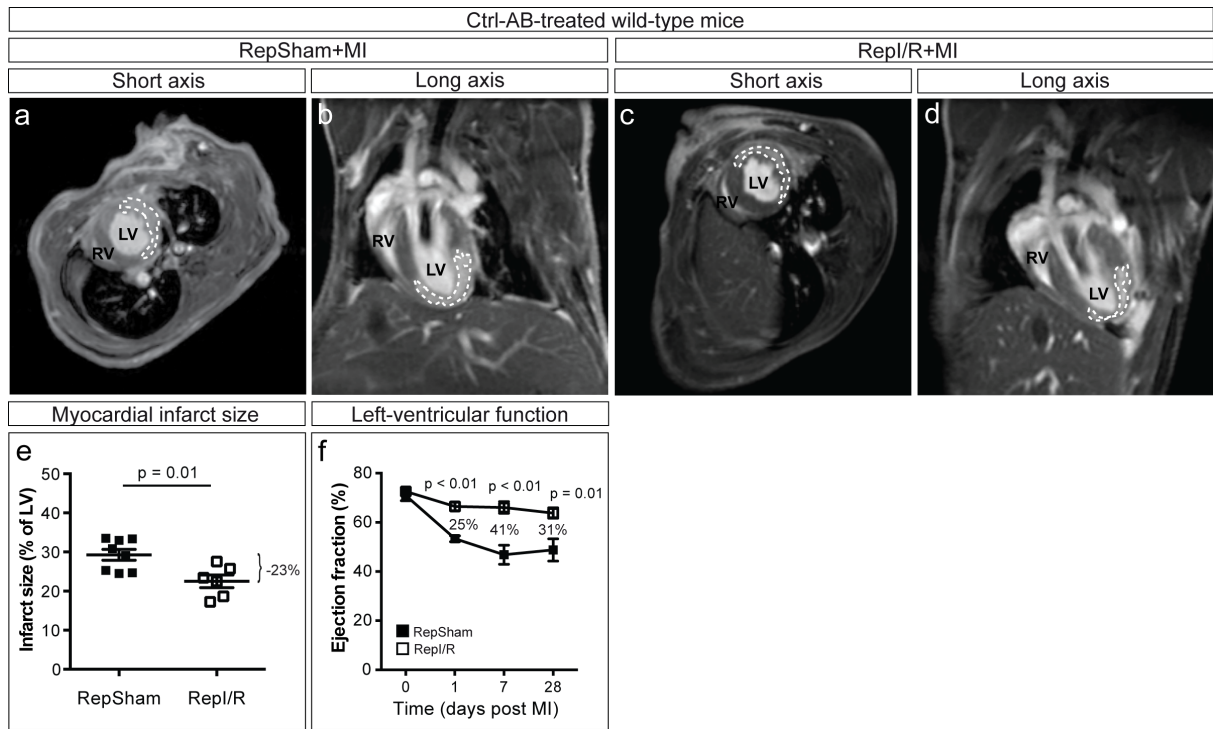 Ctrl-AB-treated wild-type mice
RepSham+MI
RepI/R+MI
Short axis
Long axis
Short axis
Long axis
a
LV
RV
b
RV
LV
c
LV
RV
d
RV
LV
Myocardial infarct size
Left-ventricular function
e
Infarct size (% of LV)
50
40
30
20
10
0
p = 0.01
-23%
RepSham
RepI/R
f
Ejection fraction (%)
80
60
40
20
0
p < 0.01
p < 0.01
p = 0.01
25%
41%
31%
RepSham
RepI/R
0
1
7
28
Time (days post MI)